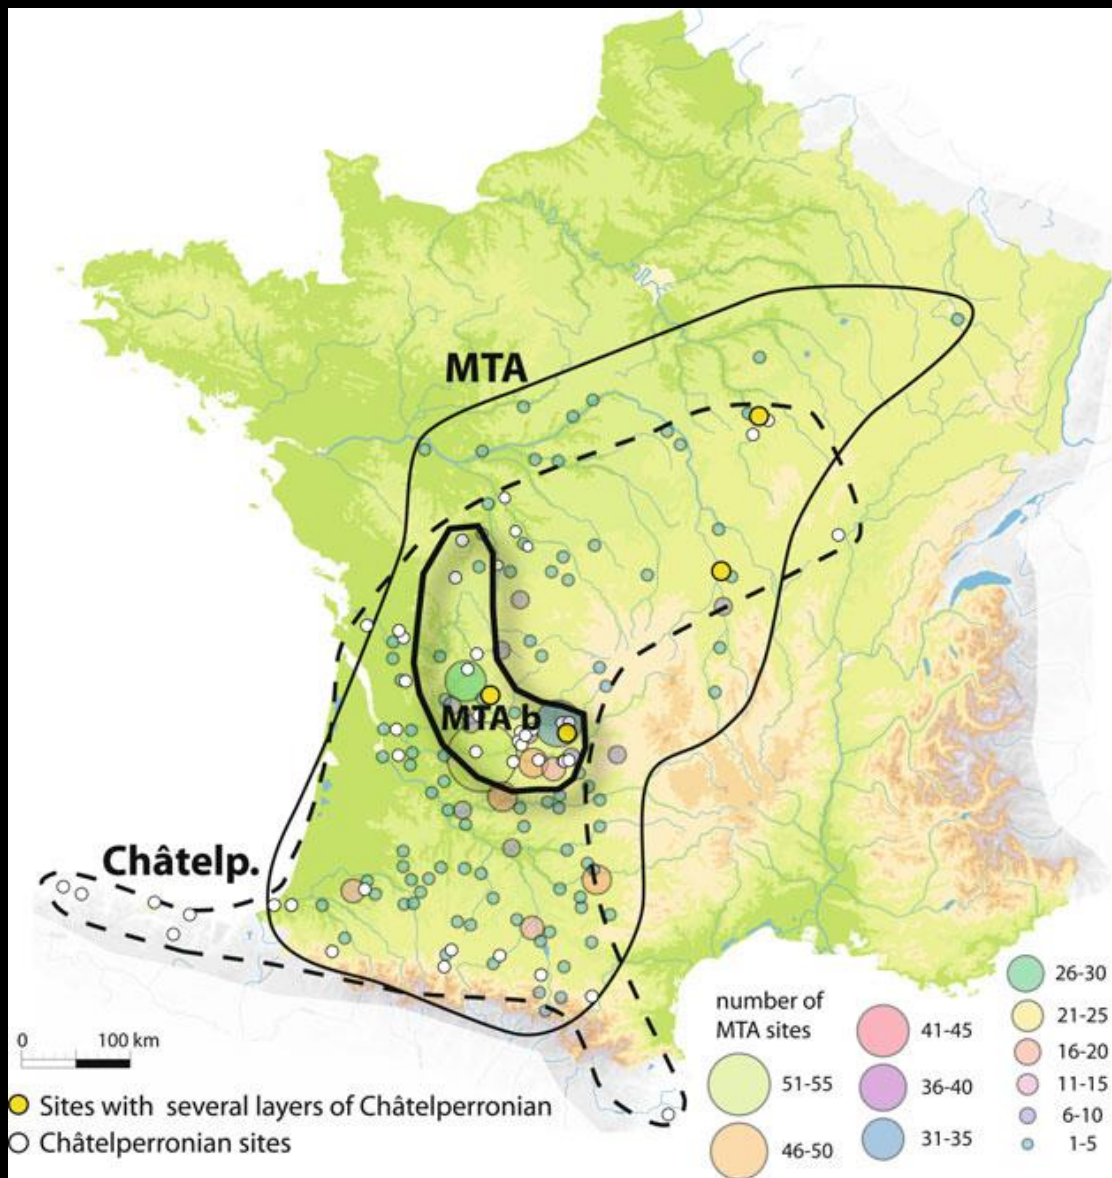 MTA
MTA b
Châtelp.
0 100 km
Sites with several layers of Châtelperronian
Châtelperronian sites
number of
MTA sites
51-55
46-50
41-45
36-40
31-35
26-30
21-25
16-20
11-15
6-10
1-5